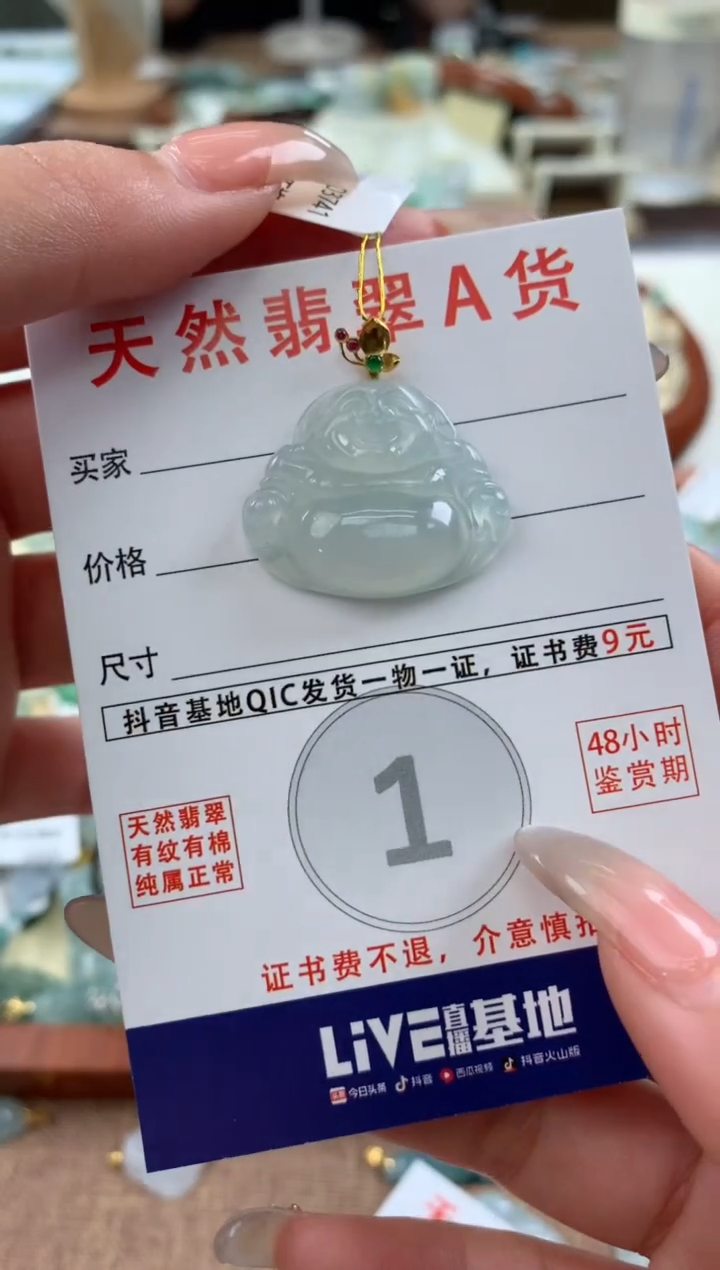 03741
天然翡翠A货
买家
价格
尺寸
抖音基地QIC发货一物一证，证书费9元
1
48小时
鉴赏期
天然翡翠
有纹有棉
纯属正常
证书费不退，介意慎拍
LiVE直播基地
头条 今日头条 抖音 西瓜视频 抖音火山版